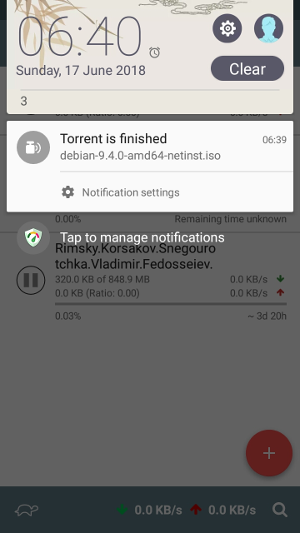 06:40
Sunday, 17 June 2018
Clear
3
Torrent is finished
06:39
debian-9.4.0-amd64-netinst.iso
Notification settings
0.00%
Remaining time unknown
Tap to manage notifications
Rimsky.Korsakov.Snegouro
tchka.Vladimir.Fedosseiev.
320.0 KB of 848.9 MB
0.0 KB/s
0.0 KB (Ratio: 0.00)
0.0 KB/s
0.03%
~ 3d 20h
0.0 KB/s
0.0 KB/s